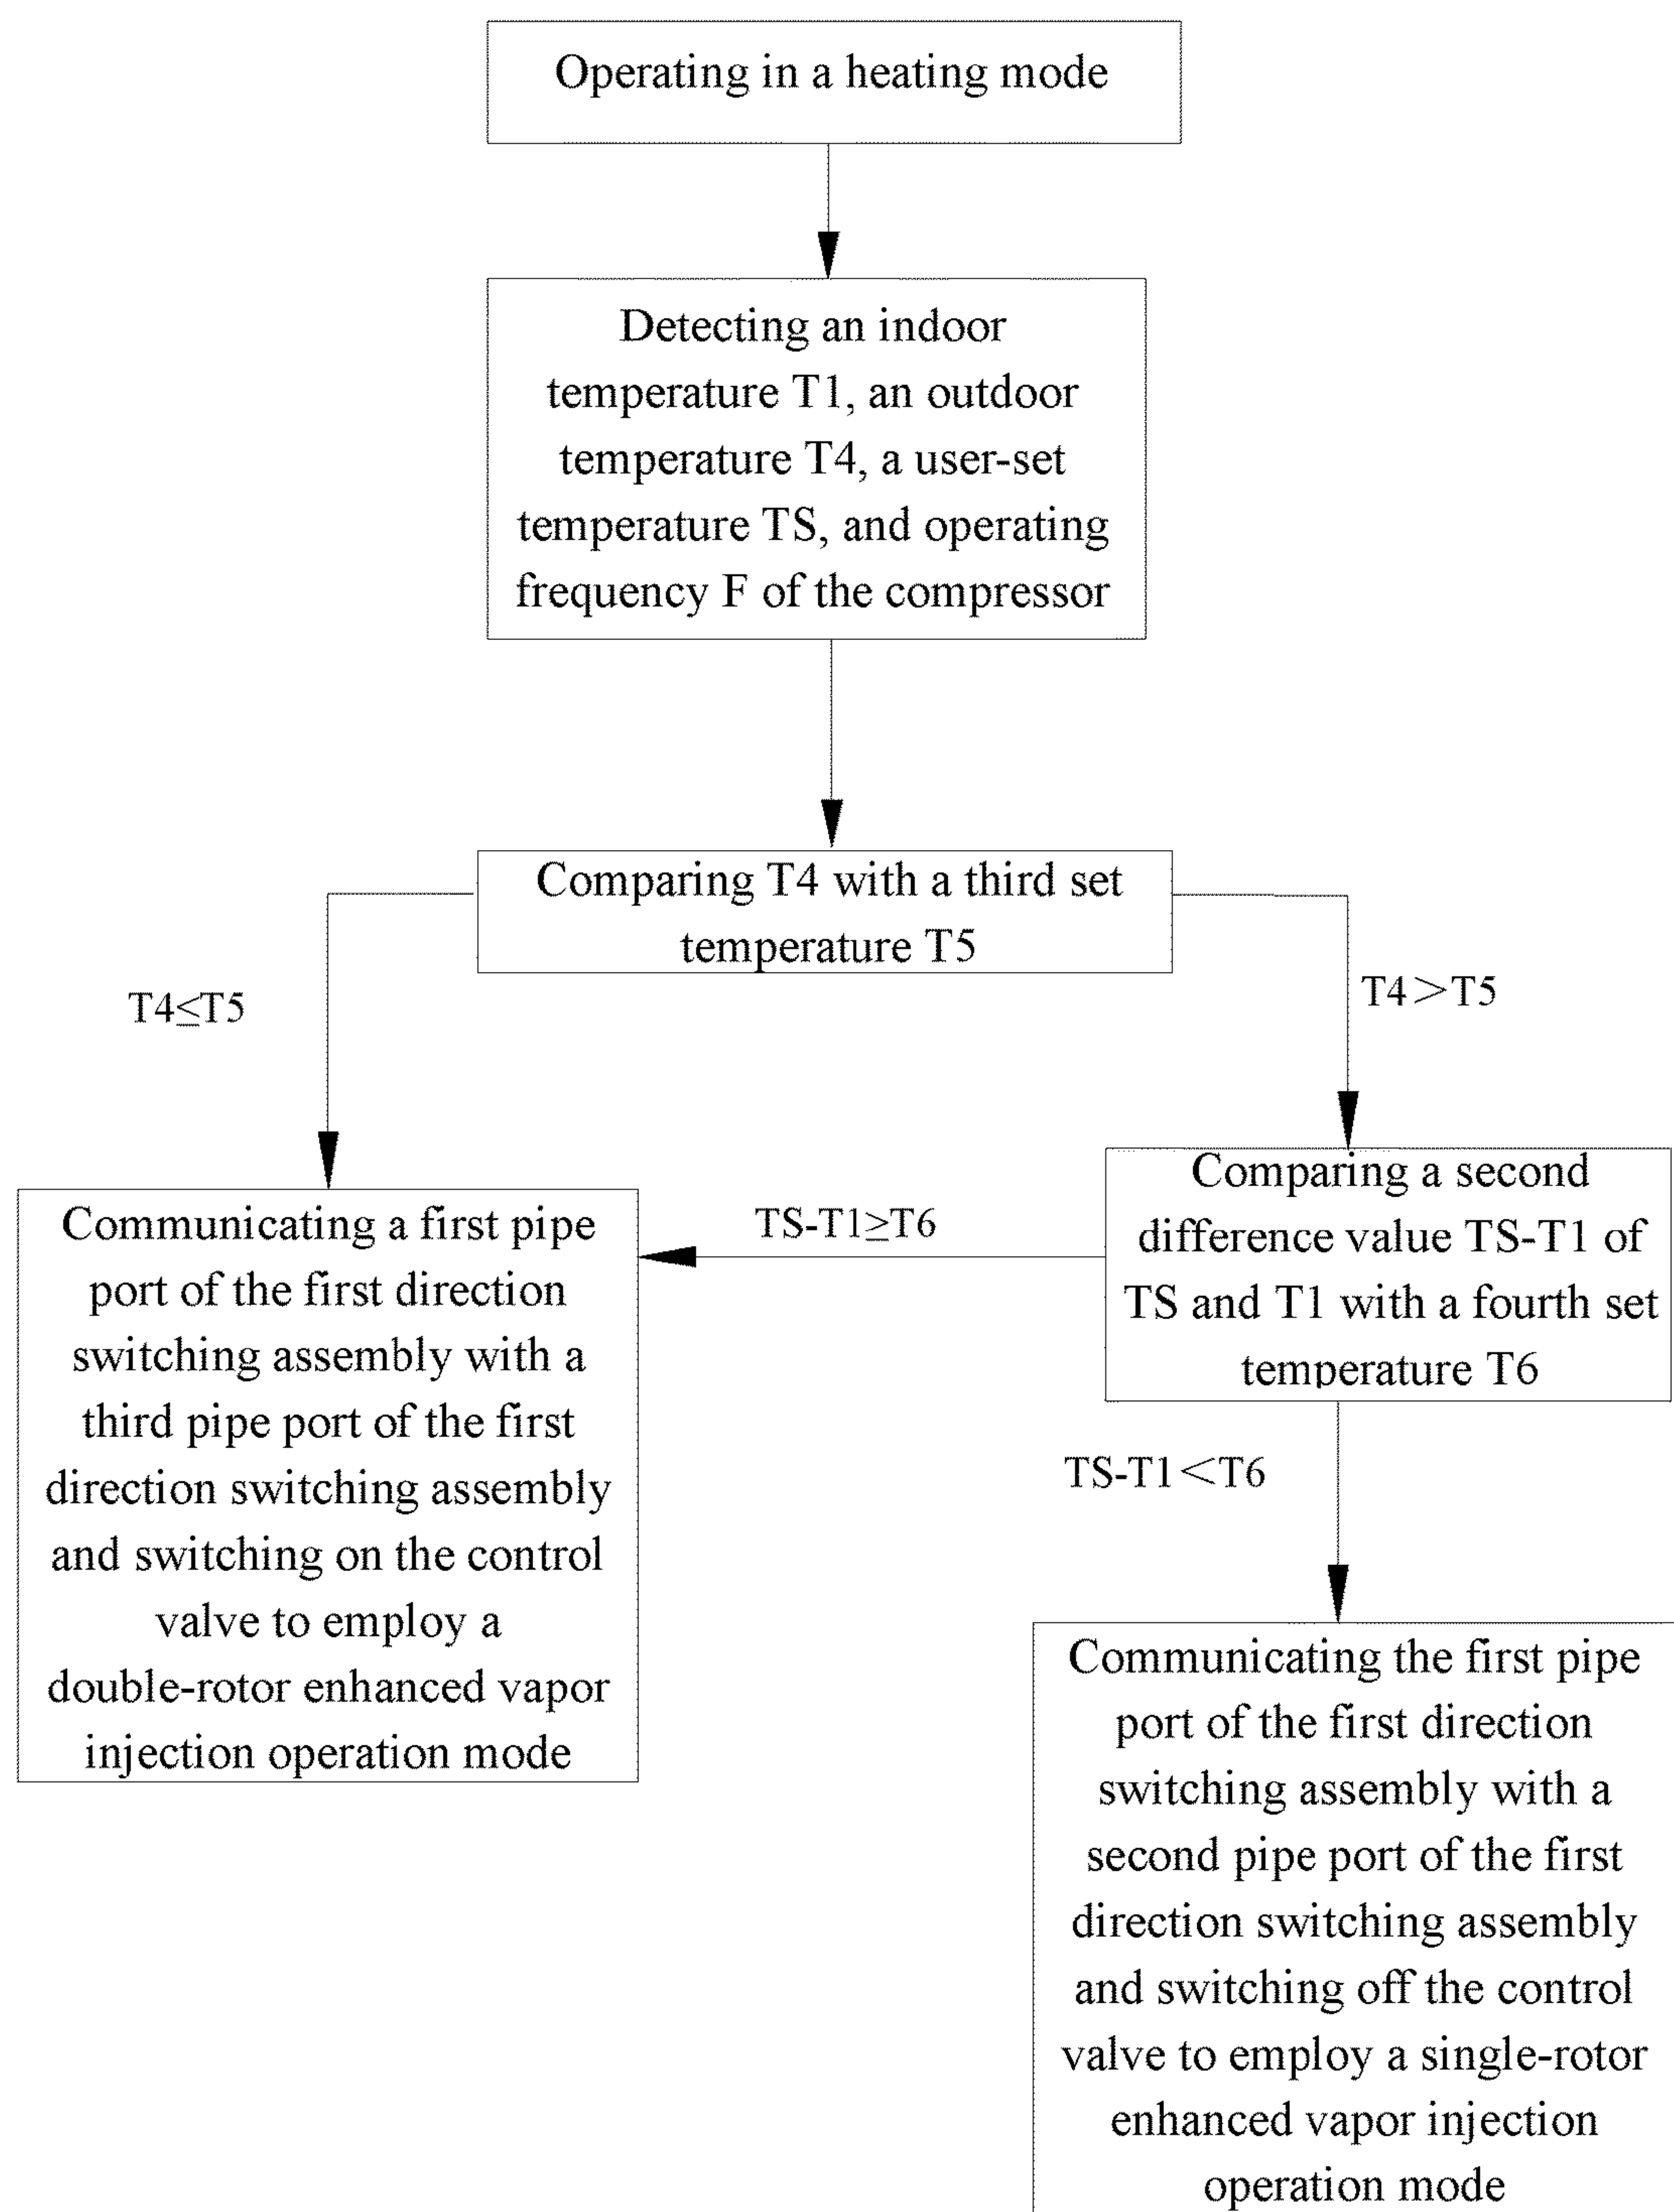 Operating in a heating mode
Detecting an indoor
temperature T1, an outdoor
temperature T4, a user-set
temperature TS, and operating
frequency F of the compressor
Comparing T4 with a third set
temperature T5
T4≤T5
T4>T5
Communicating a first pipe
port of the first direction
switching assembly with a
third pipe port of the first
direction switching assembly
and switching on the control
valve to employ a
double-rotor enhanced vapor
injection operation mode
TS-T1≥T6
Comparing a second
difference value TS-T1 of
TS and T1 with a fourth set
temperature T6
TS-T1<T6
Communicating the first pipe
port of the first direction
switching assembly with a
second pipe port of the first
direction switching assembly
and switching off the control
valve to employ a single-rotor
enhanced vapor injection
operation mode